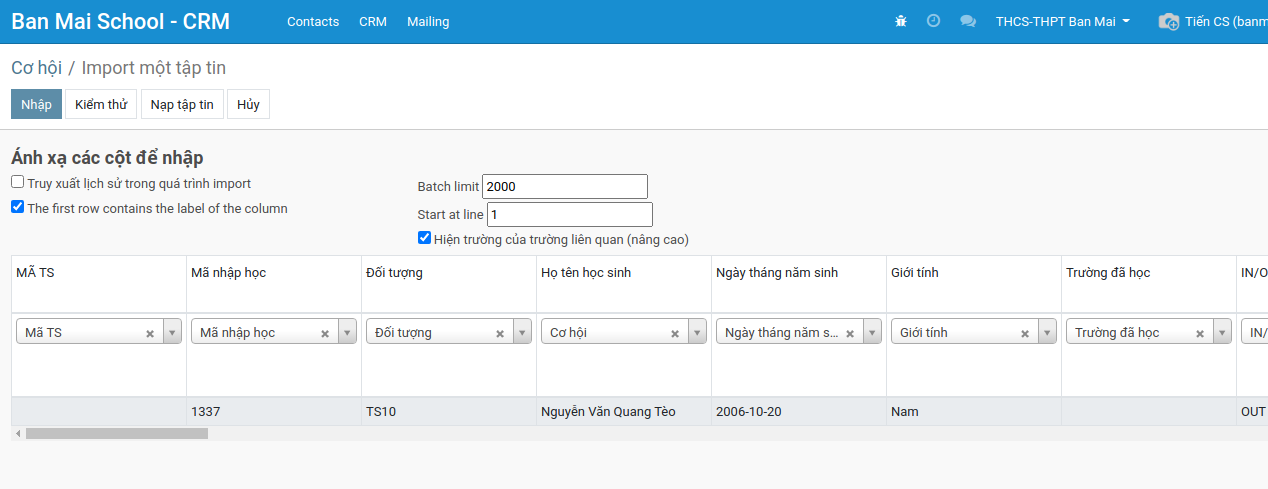 Ban Mai School - CRM Contacts CRM Mailing THCS-THPT Ban Mai Tiến CS (banm
Cơ hội / Import một tập tin
Nhập Kiểm thử Nạp tập tin Hủy
Ánh xạ các cột để nhập
Truy xuất lịch sử trong quá trình import Batch limit 2000
The first row contains the label of the column Start at line 1
Hiện trường của trường liên quan (nâng cao)
MÃ TS Mã nhập học Đối tượng Họ tên học sinh Ngày tháng năm sinh Giới tính Trường đã học IN/O
Mã TS Mã nhập học Đối tượng Cơ hội Ngày tháng năm s... Giới tính Trường đã học IN/
1337 TS10 Nguyễn Văn Quang Tèo 2006-10-20 Nam OUT